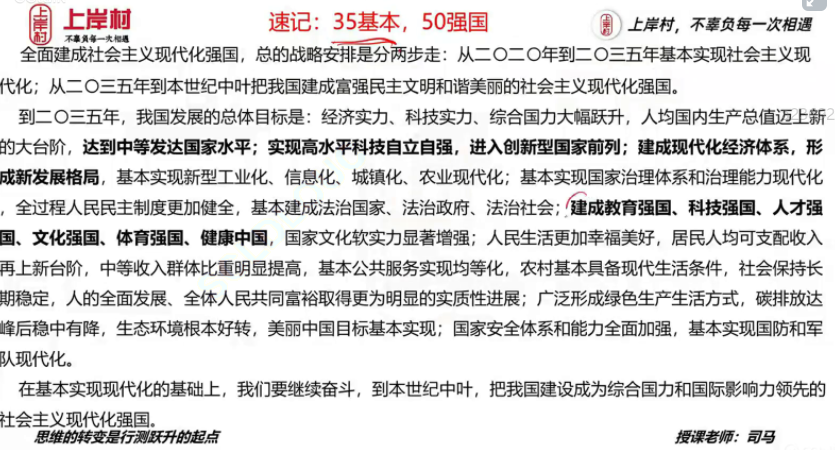 上岸村
上岸村
不辜负每一次相遇
速记：35基本，50强国
上岸村，不辜负每一次相遇
全面建成社会主义现代化强国，总的战略安排是分两步走：从二〇二〇年到二〇三五年基本实现社会主义现
代化；从二〇三五年到本世纪中叶把我国建成富强民主文明和谐美丽的社会主义现代化强国。
到二〇三五年，我国发展的总体目标是：经济实力、科技实力、综合国力大幅跃升，人均国内生产总值迈上新
的大台阶，达到中等发达国家水平；实现高水平科技自立自强，进入创新型国家前列；建成现代化经济体系，形
成新发展格局，基本实现新型工业化、信息化、城镇化、农业现代化；基本实现国家治理体系和治理能力现代化
，全过程人民民主制度更加健全，基本建成法治国家、法治政府、法治社会；建成教育强国、科技强国、人才强
国、文化强国、体育强国、健康中国，国家文化软实力显著增强；人民生活更加幸福美好，居民人均可支配收入
再上新台阶，中等收入群体比重明显提高，基本公共服务实现均等化，农村基本具备现代生活条件，社会保持长
期稳定，人的全面发展、全体人民共同富裕取得更为明显的实质性进展；广泛形成绿色生产生活方式，碳排放达
峰后稳中有降，生态环境根本好转，美丽中国目标基本实现；国家安全体系和能力全面加强，基本实现国防和军
队现代化。
在基本实现现代化的基础上，我们要继续奋斗，到本世纪中叶，把我国建设成为综合国力和国际影响力领先的
社会主义现代化强国。
思维的转变是行测跃升的起点
授课老师：司马